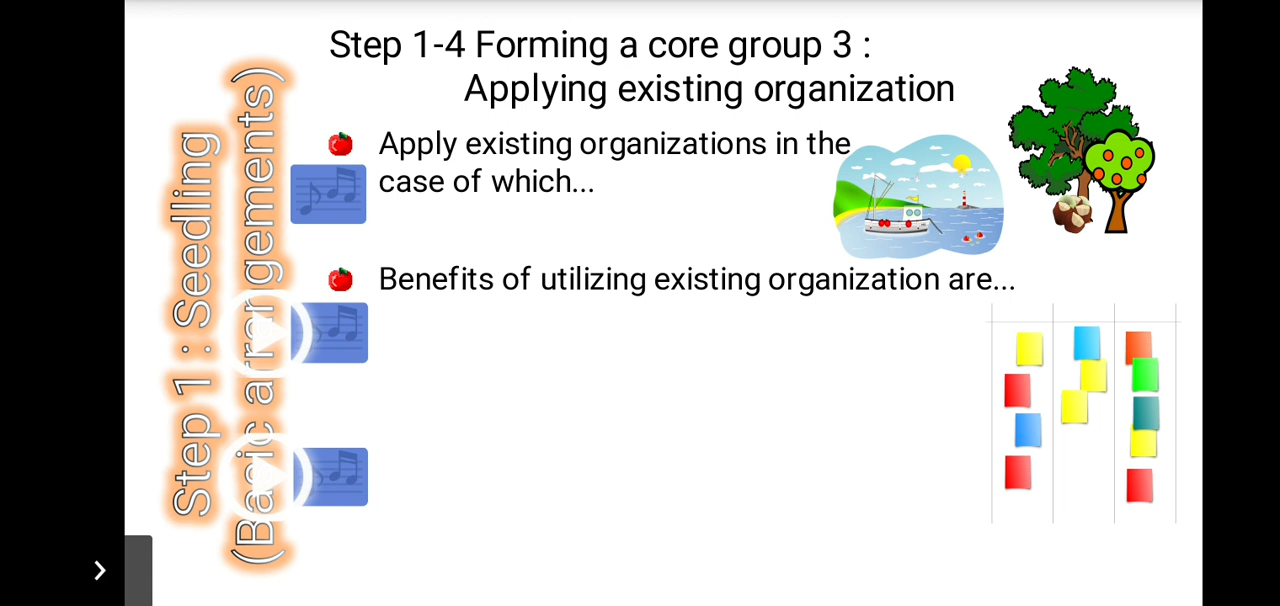 Step 1-4 Forming a core group 3 :
Applying existing organization
Apply existing organizations in the
case of which...
Benefits of utilizing existing organization are...
Step 1 : Seedling
(Basic arrangements)